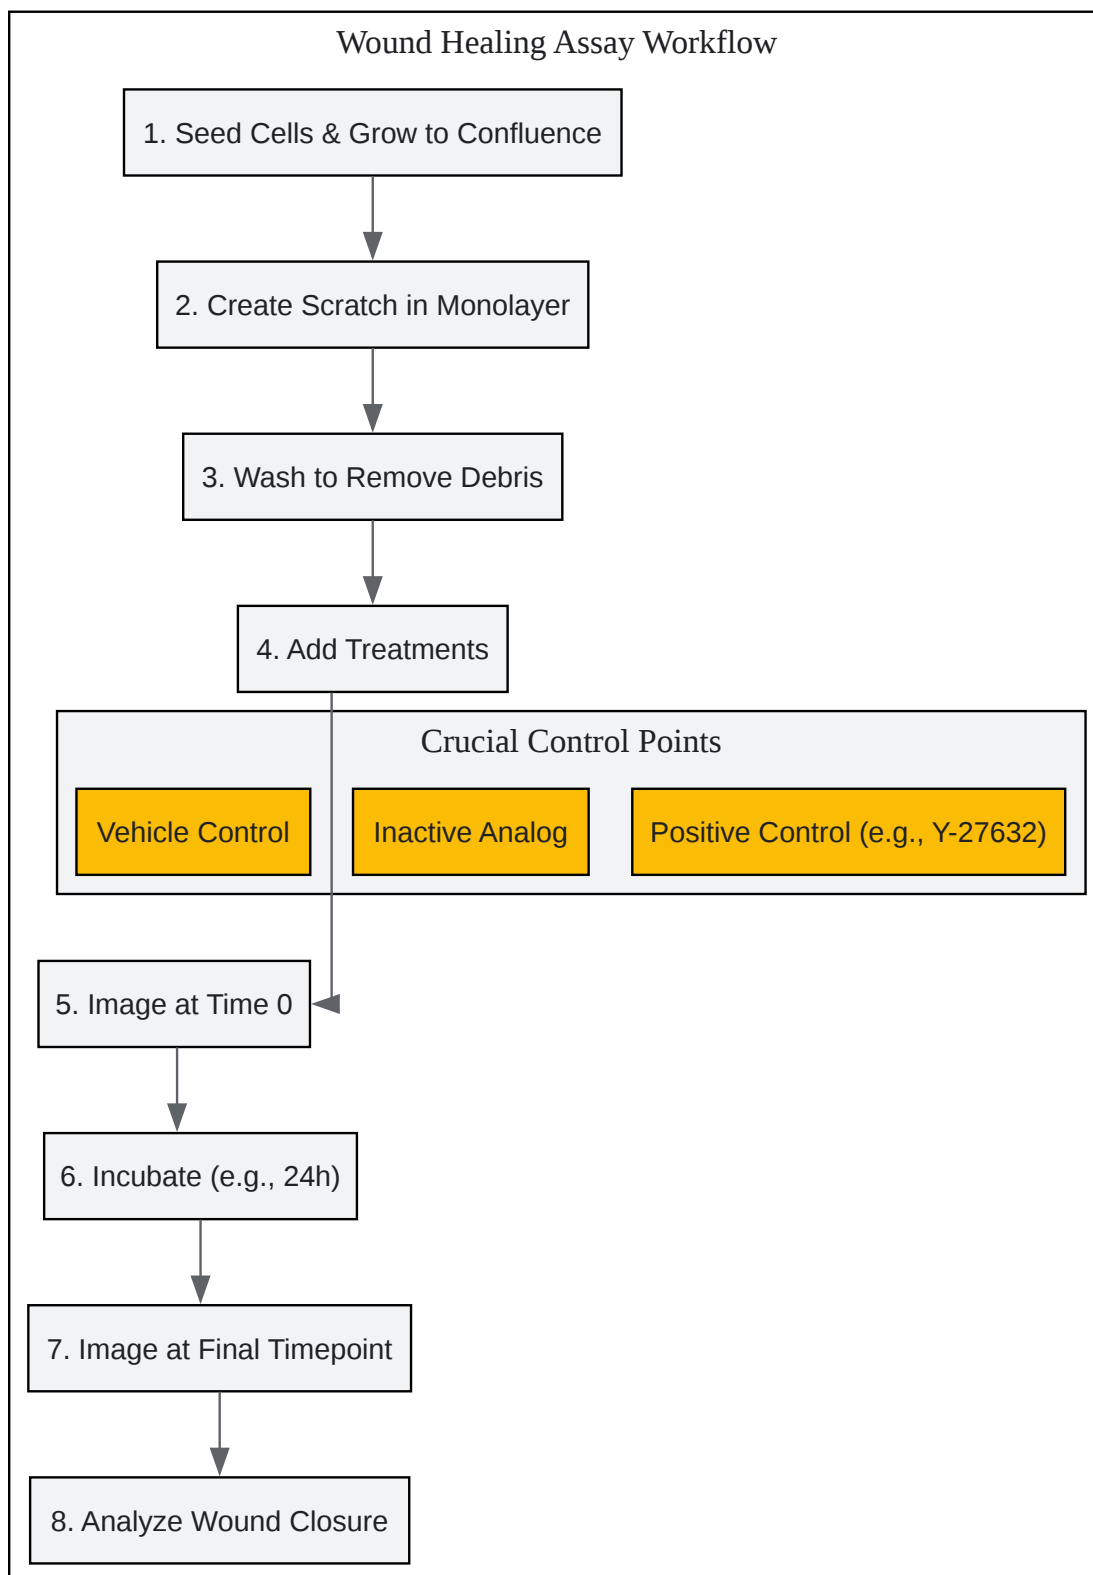 Wound Healing Assay Workflow
1. Seed Cells & Grow to Confluence
2. Create Scratch in Monolayer
3. Wash to Remove Debris
4. Add Treatments
Crucial Control Points
Vehicle Control
Inactive Analog
Positive Control (e.g., Y-27632)
5. Image at Time 0
6. Incubate (e.g., 24h)
7. Image at Final Timepoint
8. Analyze Wound Closure